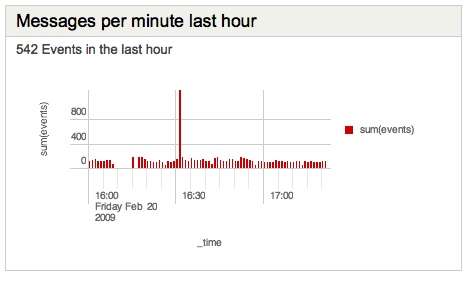 Messages per minute last hour
542 Events in the last hour
sum(events)
800
400
0
16:00
Friday Feb 20
2009
16:30
17:00
_time
sum(events)